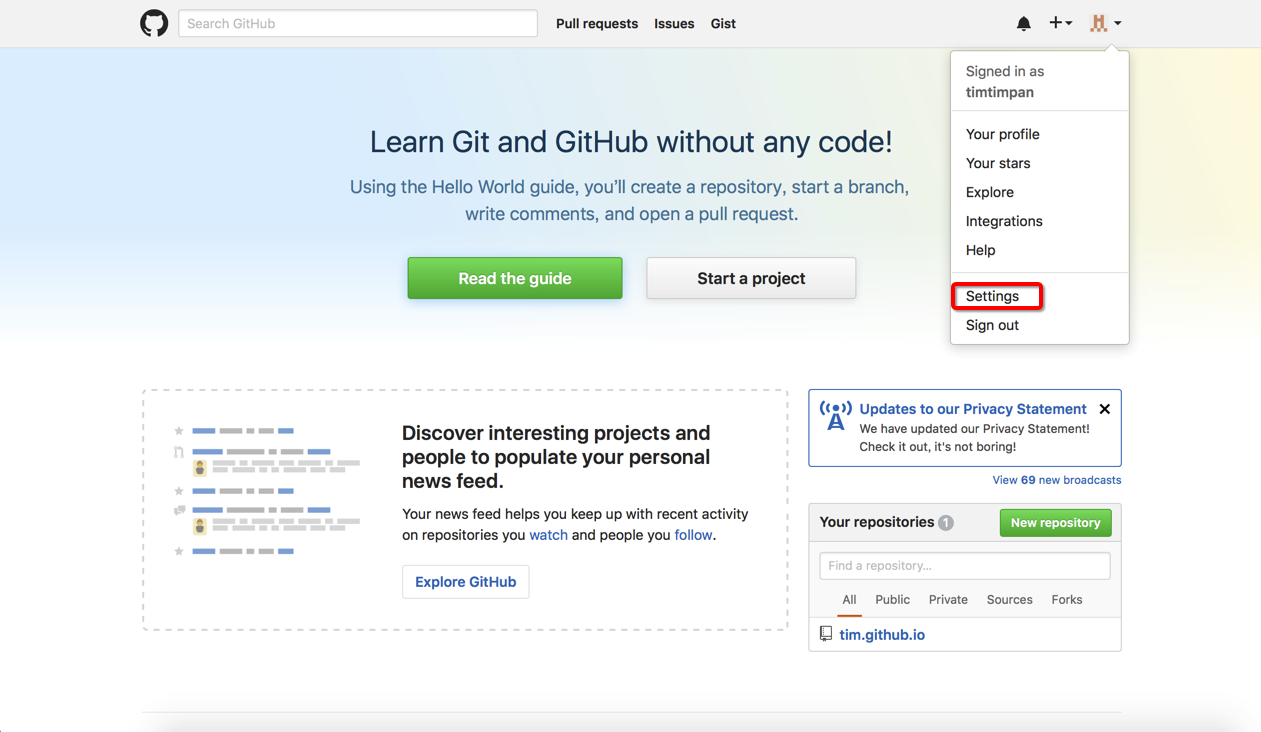 Search GitHub
Pull requests
Issues
Gist
Signed in as
timtimpan
Your profile
Your stars
Explore
Integrations
Help
Settings
Sign out
Learn Git and GitHub without any code!
Using the Hello World guide, you’ll create a repository, start a branch,
write comments, and open a pull request.
Read the guide
Start a project
Discover interesting projects and
people to populate your personal
news feed.
Your news feed helps you keep up with recent activity
on repositories you watch and people you follow.
Explore GitHub
Updates to our Privacy Statement
We have updated our Privacy Statement!
Check it out, it's not boring!
View 69 new broadcasts
Your repositories 1
New repository
Find a repository...
All
Public
Private
Sources
Forks
tim.github.io